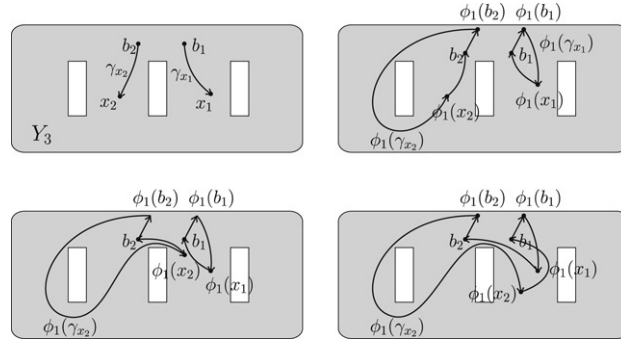 b₂ b₁
γₓ₂ γₓ₁
x₂ x₁
Y₃
ϕ₁(b₂) ϕ₁(b₁)
b₂ b₁ ϕ₁(γₓ₁)
ϕ₁(x₂) ϕ₁(x₁)
ϕ₁(γₓ₂)
ϕ₁(b₂) ϕ₁(b₁)
b₂ b₁
ϕ₁(x₂) ϕ₁(x₁)
ϕ₁(γₓ₂)
ϕ₁(b₂) ϕ₁(b₁)
b₂ b₁
ϕ₁(x₂) ϕ₁(x₁)
ϕ₁(γₓ₂)